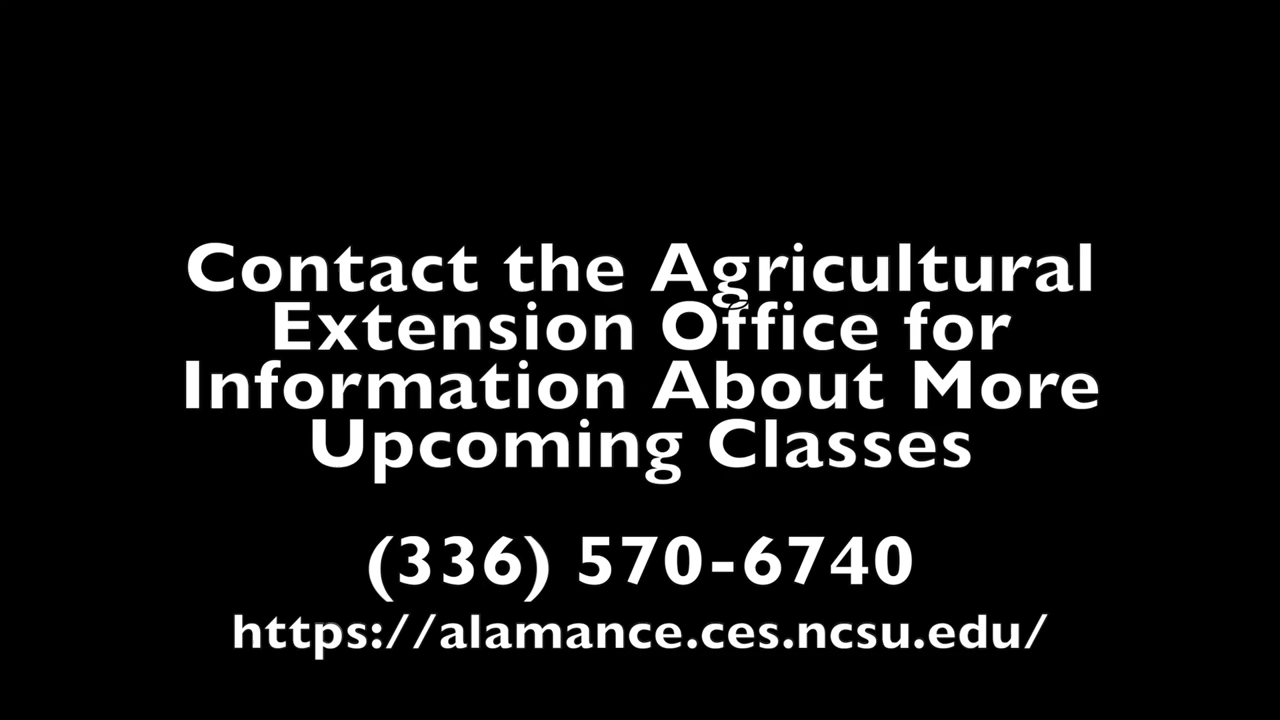 Contact the Agricultural
Extension Office for
Information About More
Upcoming Classes
(336) 570-6740
https://alamance.ces.ncsu.edu/